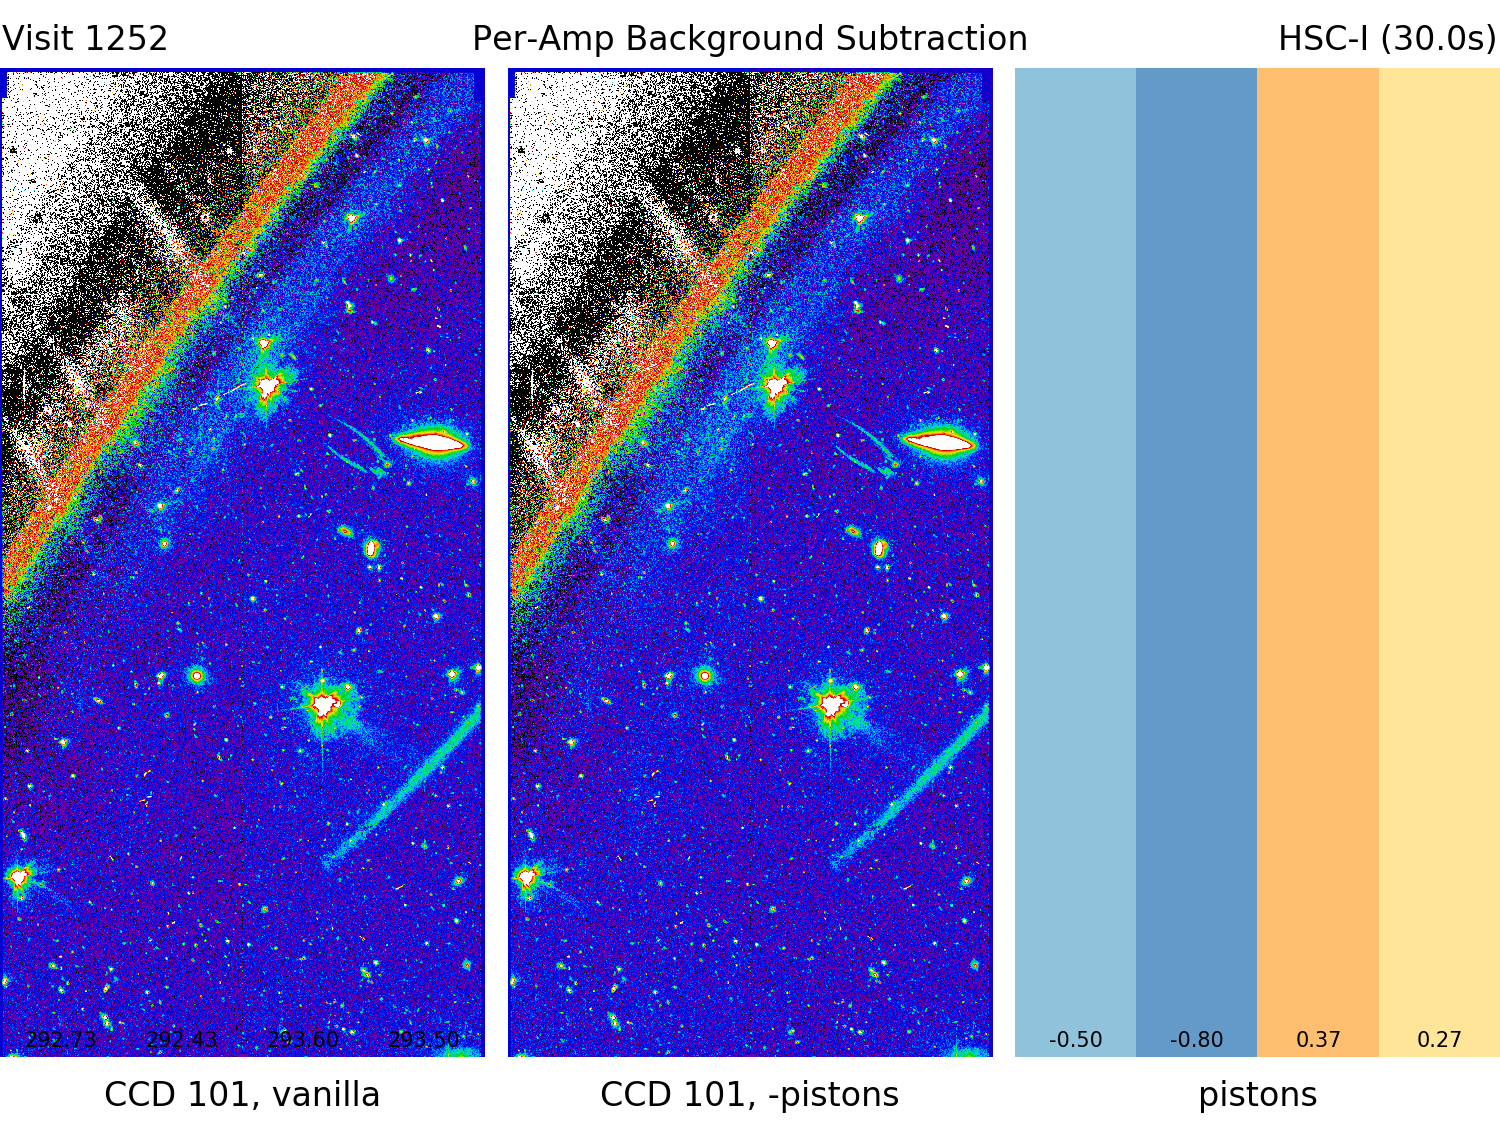 Visit 1252 Per-Amp Background Subtraction HSC-I (30.0s)
292.73 292.43 293.60 293.50 -0.50 -0.80 0.37 0.27
CCD 101, vanilla CCD 101, -pistons pistons